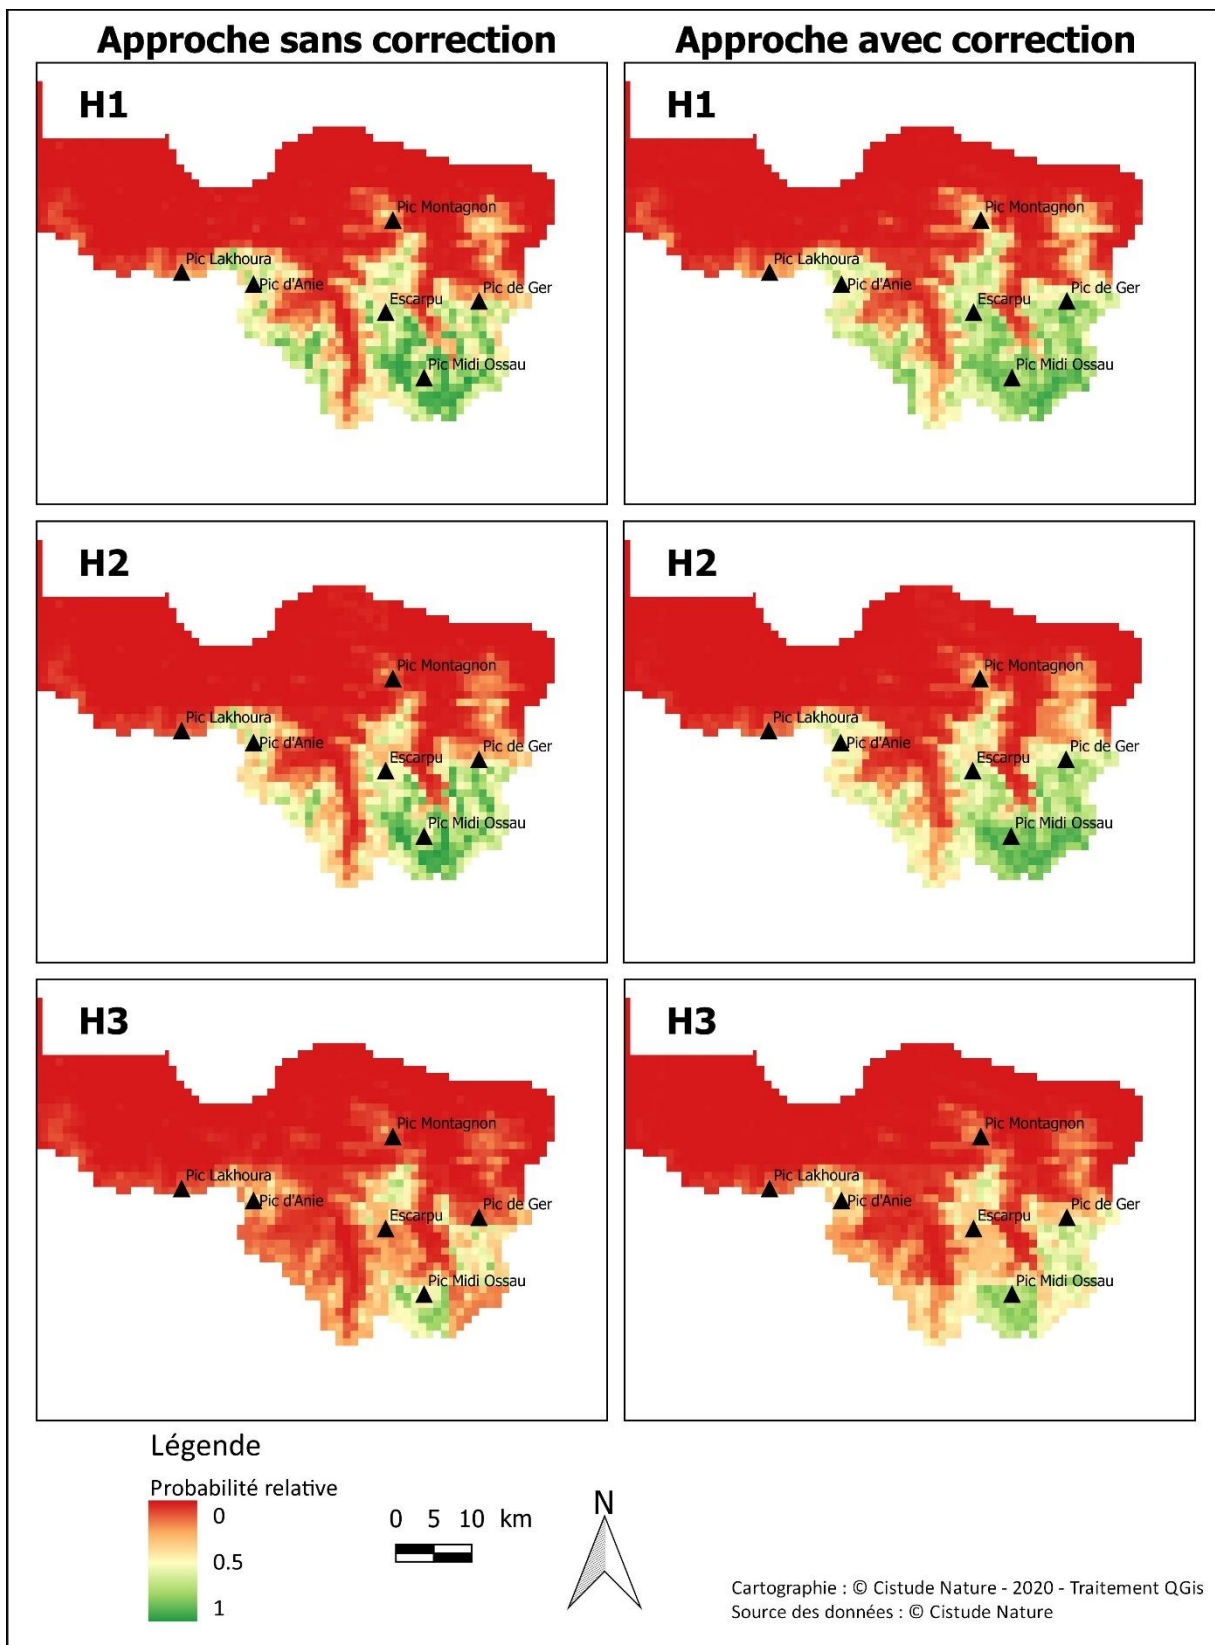 Approche sans correction
Approche avec correction
H1
Pic Montagnon
Pic Lakhoura
Pic d'Anie
Escarpu
Pic de Ger
Pic Midi Ossau
H1
Pic Montagnon
Pic Lakhoura
Pic d'Anie
Escarpu
Pic de Ger
Pic Midi Ossau
H2
Pic Montagnon
Pic Lakhoura
Pic d'Anie
Escarpu
Pic de Ger
Pic Midi Ossau
H2
Pic Montagnon
Pic Lakhoura
Pic d'Anie
Escarpu
Pic de Ger
Pic Midi Ossau
H3
Pic Montagnon
Pic Lakhoura
Pic d'Anie
Escarpu
Pic de Ger
Pic Midi Ossau
H3
Pic Montagnon
Pic Lakhoura
Pic d'Anie
Escarpu
Pic de Ger
Pic Midi Ossau
Légende
Probabilité relative
0
0.5
1
0 5 10 km
N
Cartographie : © Cistude Nature - 2020 - Traitement QGis
Source des données : © Cistude Nature